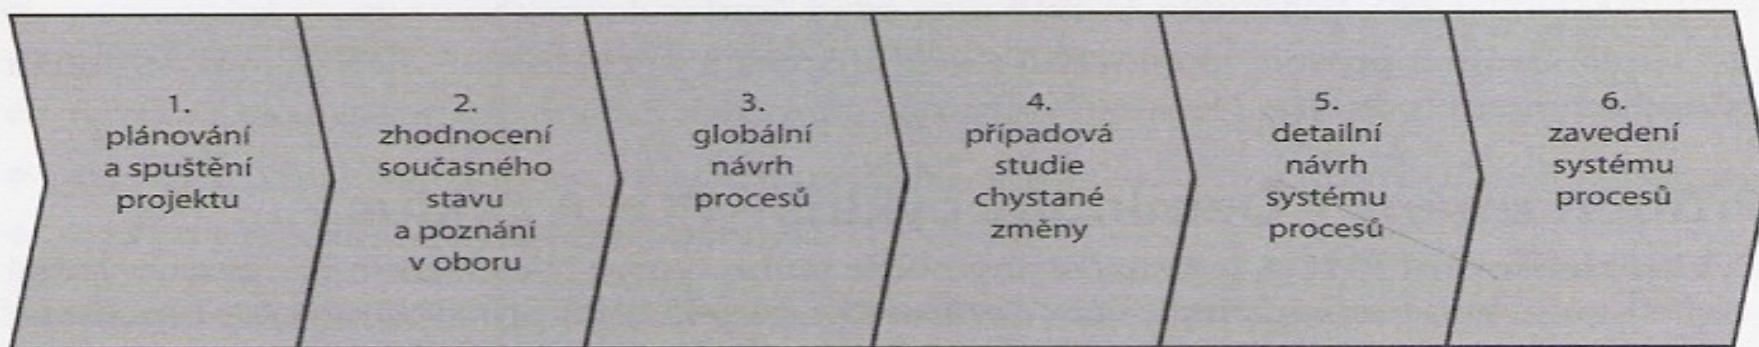 1.
plánování
a spuštění
projektu
2.
zhodnocení
současného
stavu
a poznání
v oboru
3.
globální
návrh
procesů
4.
případová
studie
chystané
změny
5.
detailní
návrh
systému
procesů
6.
zavedení
systému
procesů